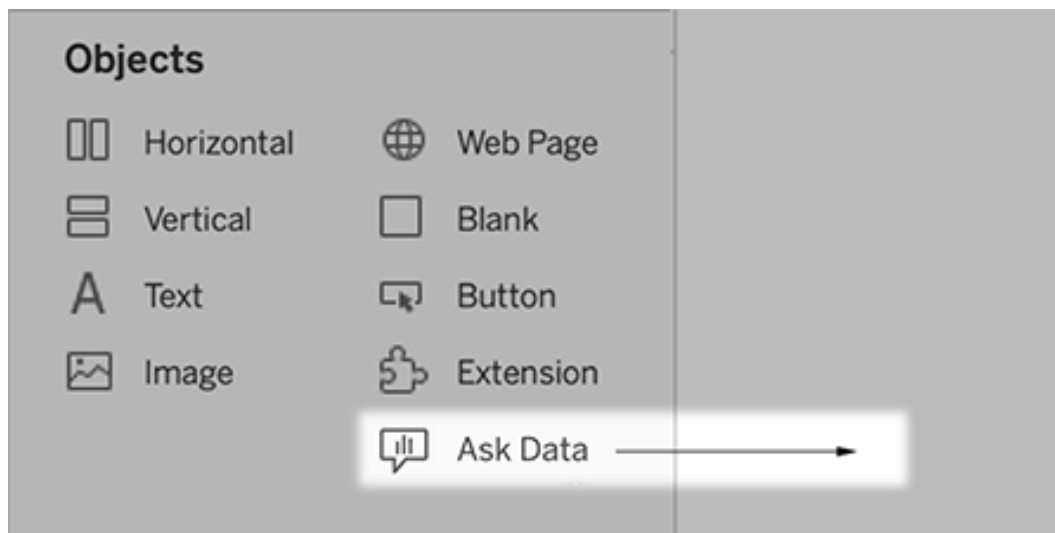 Objects
Horizontal
Web Page
Vertical
Blank
Text
Button
Image
Extension
Ask Data